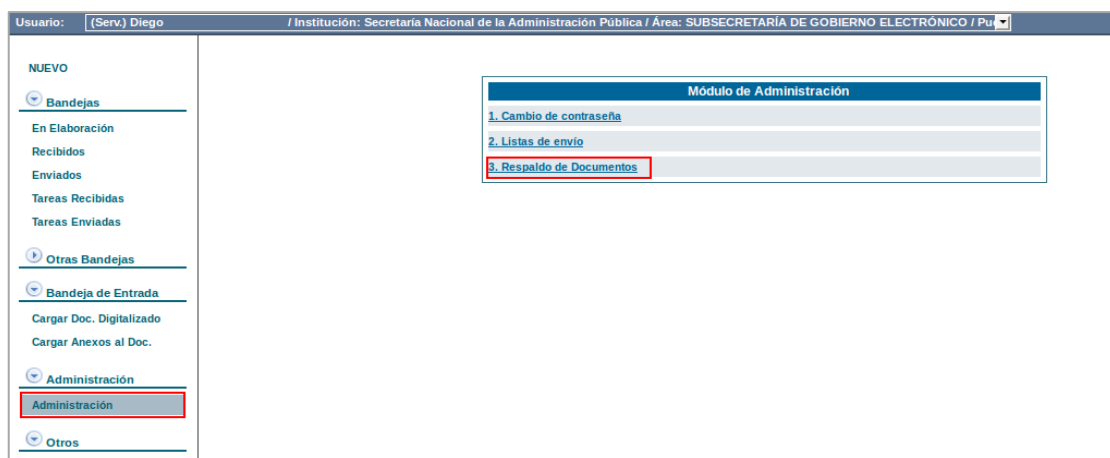 Usuario: (Serv.) Diego / Institución: Secretaría Nacional de la Administración Pública / Área: SUBSECRETARÍA DE GOBIERNO ELECTRÓNICO /
NUEVO
Bandejas
En Elaboración
Recibidos
Enviados
Tareas Recibidas
Tareas Enviadas
Otras Bandejas
Bandeja de Entrada
Cargar Doc. Digitalizado
Cargar Anexos al Doc.
Administración
Administración
Otros
Módulo de Administración
1. Cambio de contraseña
2. Listas de envío
3. Respaldo de Documentos